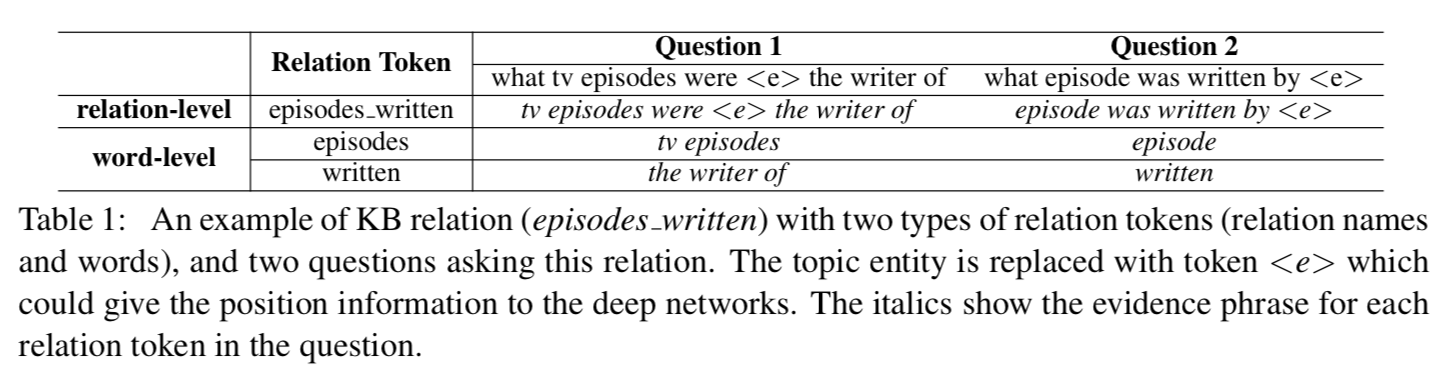 Relation Token Question 1 Question 2
what tv episodes were <e> the writer of what episode was written by <e>
relation-level episodes_written tv episodes were <e> the writer of episode was written by <e>
word-level episodes tv episodes episode
written the writer of written
Table 1: An example of KB relation (episodes_written) with two types of relation tokens (relation names
and words), and two questions asking this relation. The topic entity is replaced with token <e> which
could give the position information to the deep networks. The italics show the evidence phrase for each
relation token in the question.